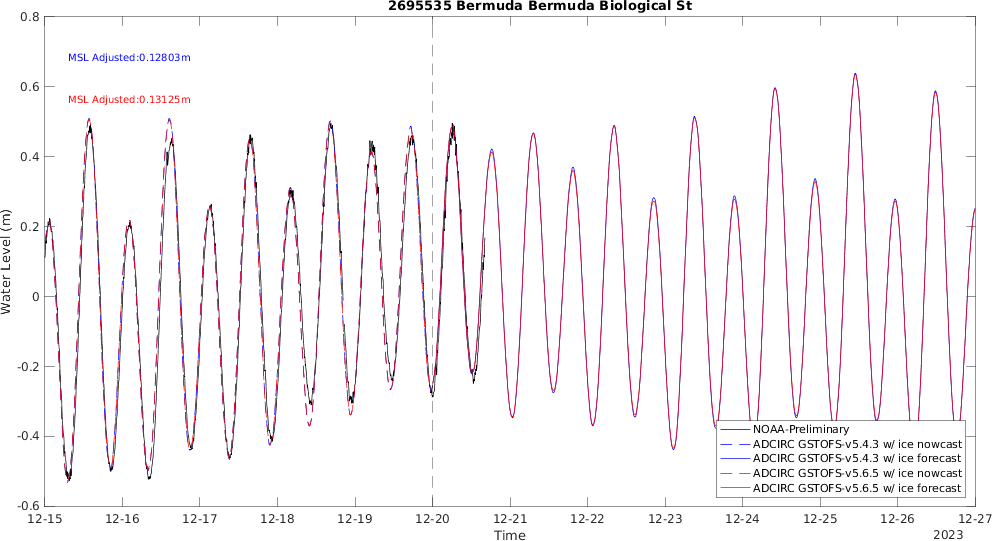 2695535 Bermuda Bermuda Biological St
0.8
0.6
0.4
0.2
0
-0.2
-0.4
-0.6
Water Level (m)
MSL Adjusted:0.12803m
MSL Adjusted:0.13125m
NOAA-Preliminary
ADCIRC GSTOFS-v5.4.3 w/ ice nowcast
ADCIRC GSTOFS-v5.4.3 w/ ice forecast
ADCIRC GSTOFS-v5.6.5 w/ ice nowcast
ADCIRC GSTOFS-v5.6.5 w/ ice forecast
12-15 12-16 12-17 12-18 12-19 12-20 12-21 12-22 12-23 12-24 12-25 12-26 12-27
Time
2023